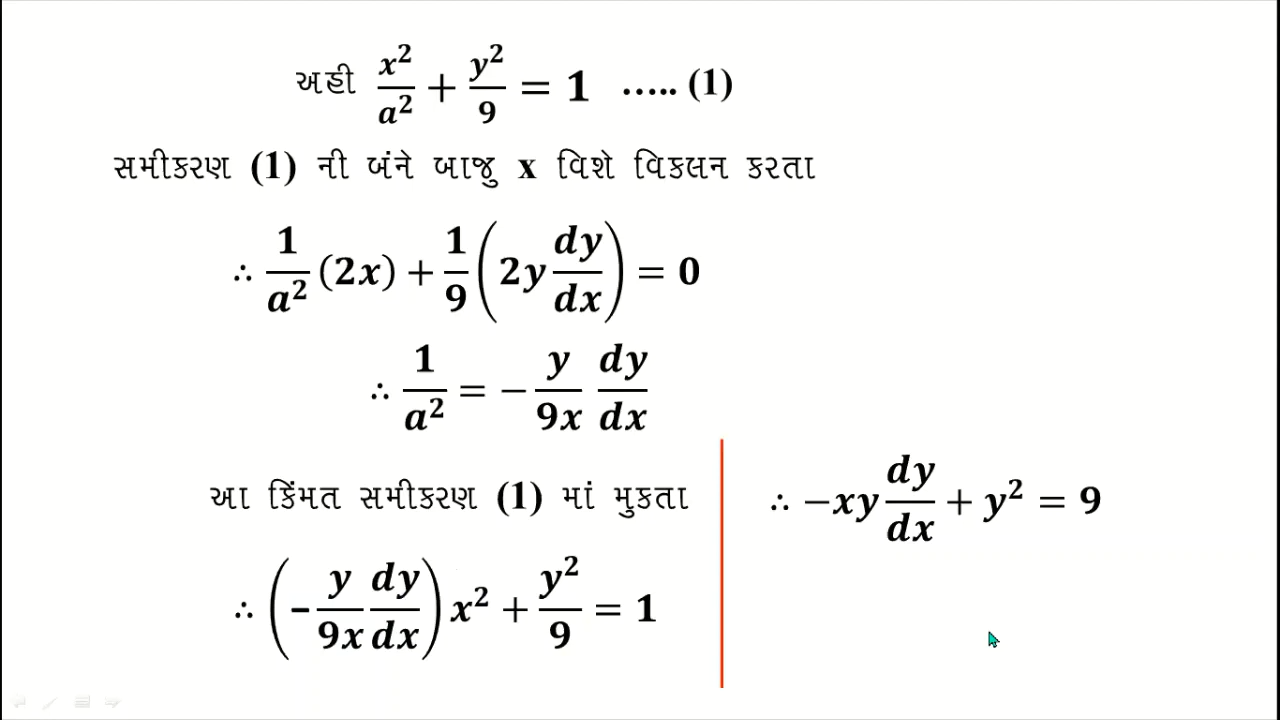 અહી x²/a² + y²/9 = 1 ..... (1)
સમીકરણ (1) ની બંને બાજુ x વિશે વિકલન કરતા
∴ 1/a² (2x) + 1/9 (2y dy/dx) = 0
∴ 1/a² = − y/9x dy/dx
આ કિંમત સમીકરણ (1) માં મુકતા
∴ (− y/9x dy/dx) x² + y²/9 = 1
∴ −xy dy/dx + y² = 9